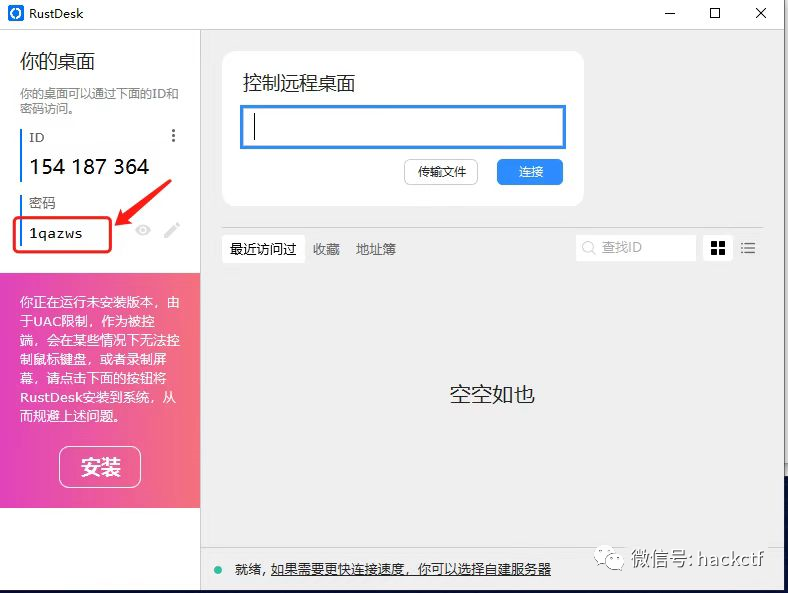 RustDesk
你的桌面
你的桌面可以通过下面的ID和
密码访问。
ID
154 187 364
密码
1qazws
你正在运行未安装版本，由
于UAC限制，作为被控
端，会在某些情况下无法控
制鼠标键盘，或者录制屏
幕，请点击下面的按钮将
RustDesk安装到系统，从
而规避上述问题。
安装
控制远程桌面
传输文件
连接
最近访问过 收藏 地址簿
查找ID
空空如也
就绪, 如果需要更快连接速度，你可以选择自建服务器
微信号: hackctf